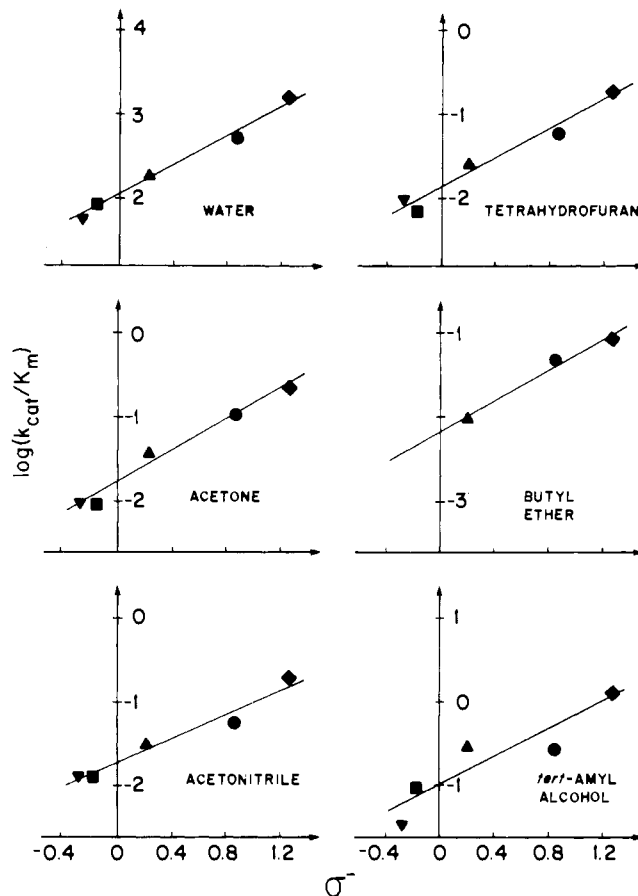 4
3
2
WATER
0
-1
-2
TETRAHYDROFURAN
0
-1
-2
ACETONE
-1
-3
BUTYL
ETHER
0
-1
-2
ACETONITRILE
1
0
-1
tert-AMYL
ALCOHOL
log(kcat/Km)
-0.4 0 0.4 0.8 1.2
-0.4 0 0.4 0.8 1.2
σ⁻